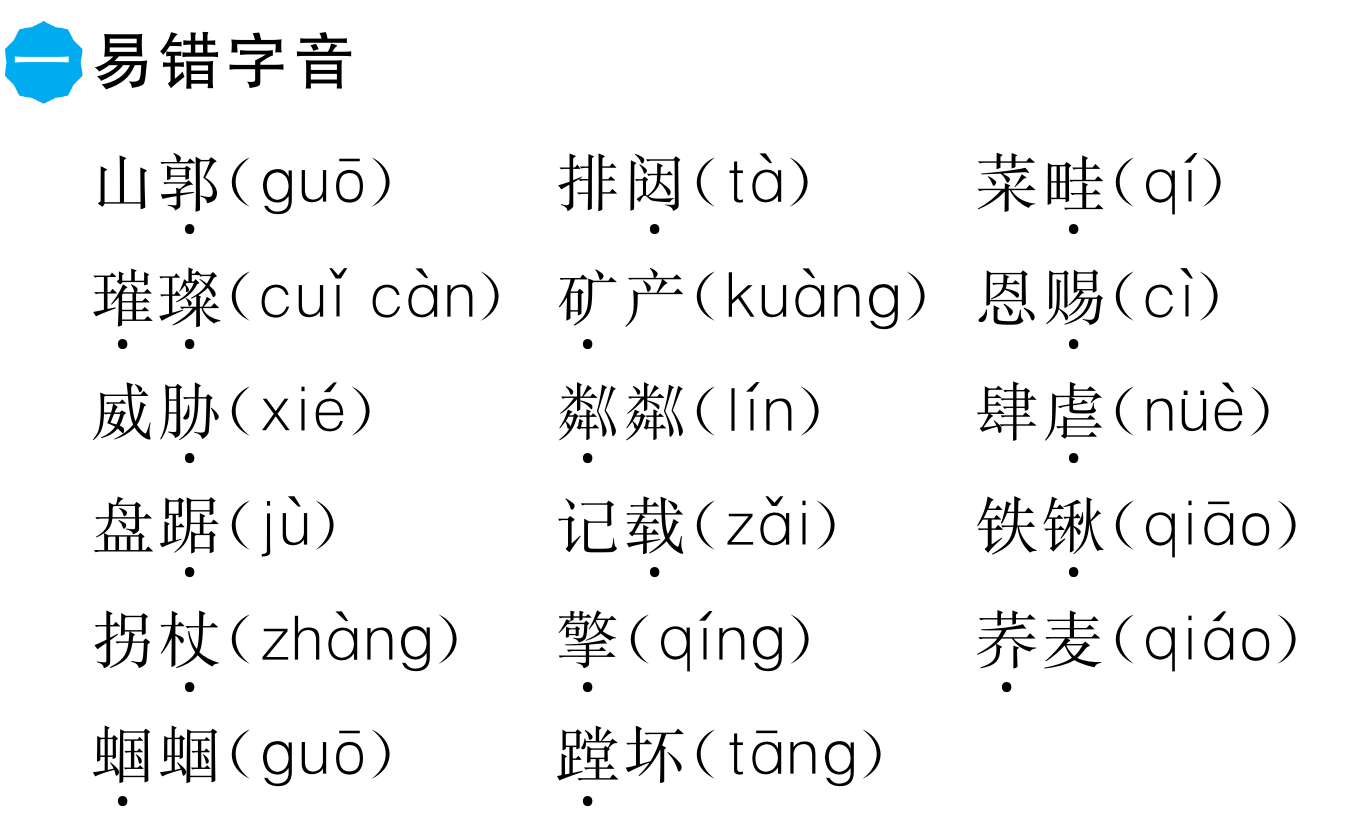 一 易错字音
山郭(guō) 排闼(tà) 菜畦(qí)
璀璨(cuǐ càn) 矿产(kuàng) 恩赐(cì)
威胁(xié) 粼粼(lín) 肆虐(nüè)
盘踞(jù) 记载(zǎi) 铁锹(qiāo)
拐杖(zhàng) 擎(qíng) 荞麦(qiáo)
蝈蝈(guō) 蹚坏(tāng)